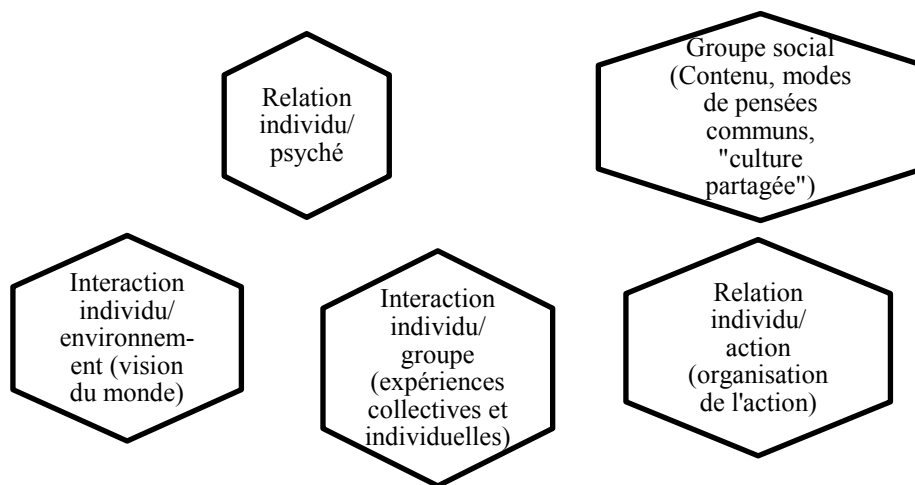 Relation
individu/
psyché
Groupe social
(Contenu, modes
de pensées
communs,
"culture
partagée")
Interaction
individu/
environnem-
ent (vision
du monde)
Interaction
individu/
groupe
(expériences
collectives et
individuelles)
Relation
individu/
action
(organisation
de l'action)